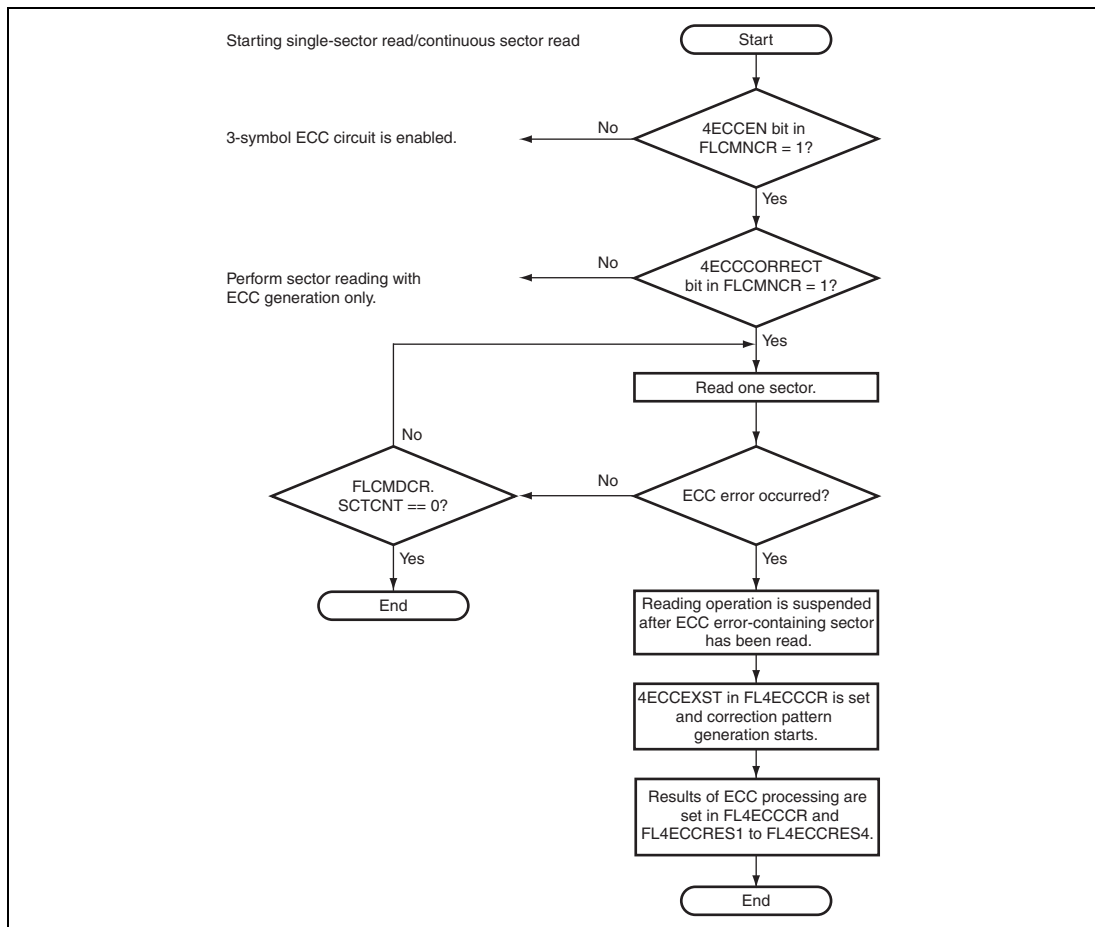 Starting single-sector read/continuous sector read
Start
3-symbol ECC circuit is enabled.
No
4ECCEN bit in
FLCMNCR = 1?
Yes
Perform sector reading with
ECC generation only.
No
4ECCCORRECT
bit in FLCMNCR = 1?
Yes
Read one sector.
No
FLCMDCR.
SCTCNT == 0?
No
ECC error occurred?
Yes
Yes
End
Reading operation is suspended
after ECC error-containing sector
has been read.
4ECCEXST in FL4ECCCR is set
and correction pattern
generation starts.
Results of ECC processing are
set in FL4ECCCR and
FL4ECCRES1 to FL4ECCRES4.
End